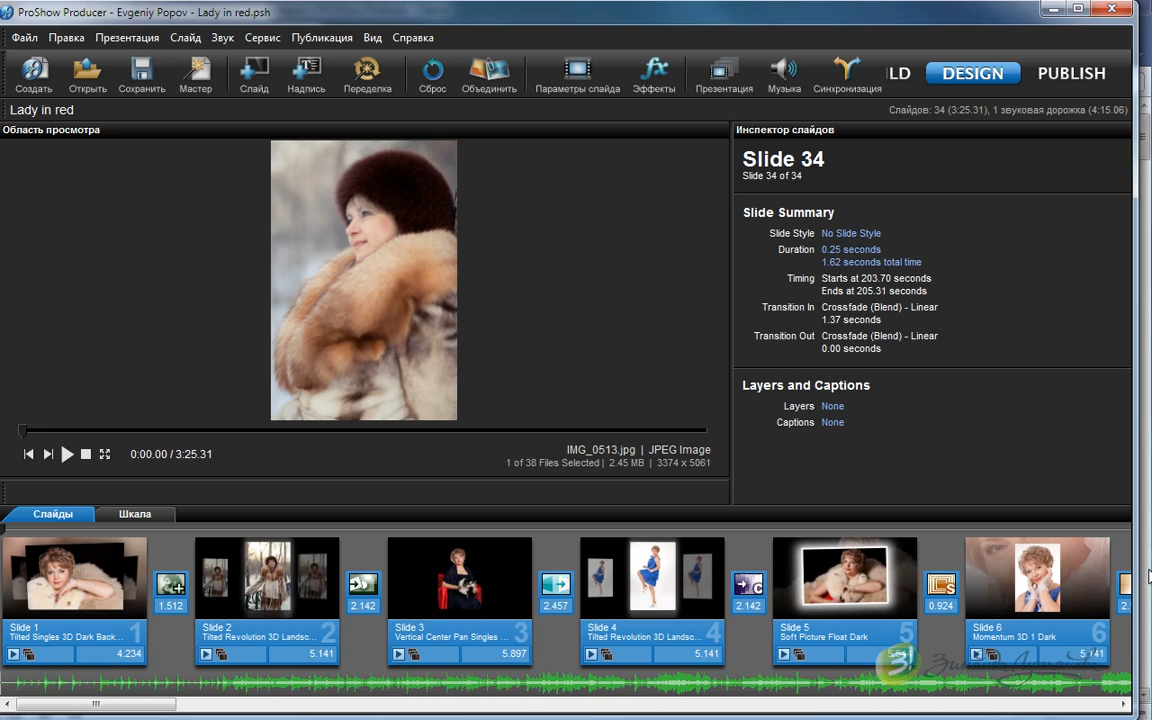 ProShow Producer - Evgeniy Popov - Lady in red.psh
Файл Правка Презентация Слайд Звук Сервис Публикация Вид Справка
Создать Открыть Сохранить Мастер Слайд Надпись Переделка Сброс Объединить Параметры слайда Эффекты Презентация Музыка Синхронизация LD DESIGN PUBLISH
Lady in red
Слайдов: 34 (3:25.31), 1 звуковая дорожка (4:15.06)
Область просмотра
Инспектор слайдов
Slide 34
Slide 34 of 34
Slide Summary
Slide Style No Slide Style
Duration 0.25 seconds
1.62 seconds total time
Timing Starts at 203.70 seconds
Ends at 205.31 seconds
Transition In Crossfade (Blend) - Linear
1.37 seconds
Transition Out Crossfade (Blend) - Linear
0.00 seconds
Layers and Captions
Layers None
Captions None
0:00.00 / 3:25.31
IMG_0513.jpg | JPEG Image
1 of 38 Files Selected | 2.45 MB | 3374 x 5061
Слайды Шкала
1.512 2.142 2.457 2.142 0.924 2.
Slide 1
Tilted Singles 3D Dark Back...
1
4.234
Slide 2
Tilted Revolution 3D Landsc...
2
5.141
Slide 3
Vertical Center Pan Singles ...
3
5.897
Slide 4
Tilted Revolution 3D Landsc...
4
5.141
Slide 5
Soft Picture Float Dark
5
Slide 6
Momentum 3D 1 Dark
6
5.141